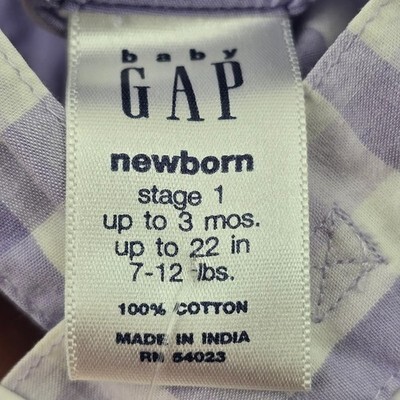 baby
GAP
newborn
stage 1
up to 3 mos.
up to 22 in
7-12 lbs.
100% COTTON
MADE IN INDIA
RN 54023